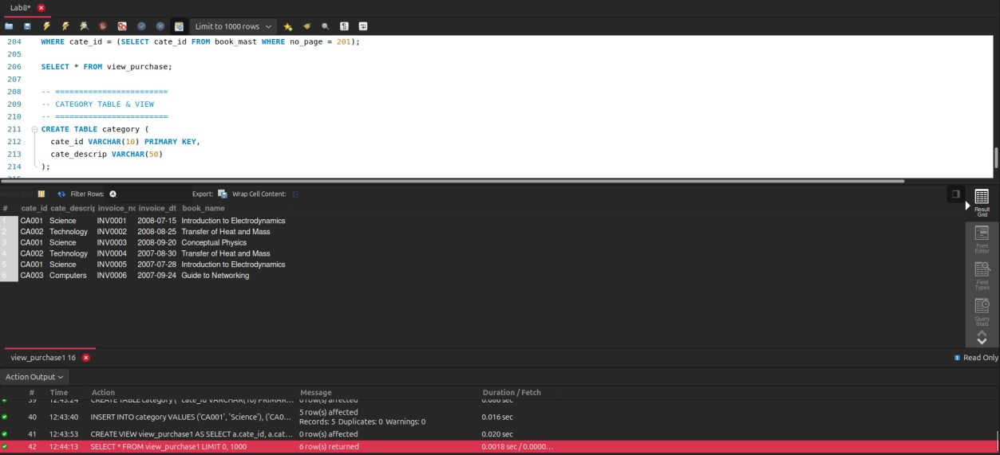 Lab8*
Limit to 1000 rows
204 WHERE cate_id = (SELECT cate_id FROM book_mast WHERE no_page = 201);
205
206 SELECT * FROM view_purchase;
207
208 -- ========================
209 -- CATEGORY TABLE & VIEW
210 -- ========================
211 CREATE TABLE category (
212 cate_id VARCHAR(10) PRIMARY KEY,
213 cate_descrip VARCHAR(50)
214 );
215
Result Grid Filter Rows: A Export: Wrap Cell Content:
# cate_id cate_descrip invoice_nc invoice_dt book_name
1 CA001 Science INV0001 2008-07-15 Introduction to Electrodynamics
2 CA002 Technology INV0002 2008-08-25 Transfer of Heat and Mass
3 CA001 Science INV0003 2008-09-20 Conceptual Physics
4 CA002 Technology INV0004 2007-08-30 Transfer of Heat and Mass
5 CA001 Science INV0005 2007-07-28 Introduction to Electrodynamics
6 CA003 Computers INV0006 2007-09-24 Guide to Networking
Result
Grid
Form
Editor
Field
Types
Query
Stats
view_purchase1 16
Read Only
Action Output
# Time Action Message Duration / Fetch
39 12:43:24 CREATE TABLE category ( cate_id VARCHAR(10) PRIMAR... 0 row(s) affected 0.080 sec
40 12:43:40 INSERT INTO category VALUES ('CA001', 'Science'), ('CA0... 5 row(s) affected
Records: 5 Duplicates: 0 Warnings: 0 0.016 sec
41 12:43:53 CREATE VIEW view_purchase1 AS SELECT a.cate_id, a.cat... 0 row(s) affected 0.020 sec
42 12:44:13 SELECT * FROM view_purchase1 LIMIT 0, 1000 6 row(s) returned 0.0018 sec / 0.0000...